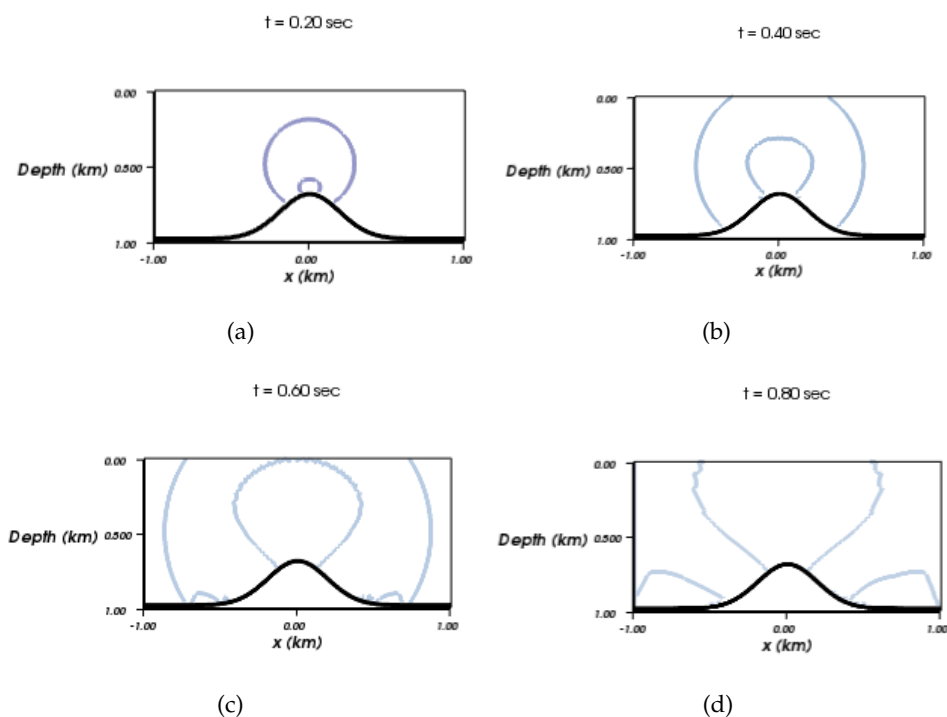 t = 0.20 sec
0.00
Depth (km)
0.500
1.00
-1.00
0.00
1.00
x (km)
(a)
t = 0.40 sec
0.00
Depth (km)
0.500
1.00
-1.00
0.00
1.00
x (km)
(b)
t = 0.60 sec
0.00
Depth (km)
0.500
1.00
-1.00
0.00
1.00
x (km)
(c)
t = 0.80 sec
0.00
Depth (km)
0.500
1.00
-1.00
0.00
1.00
x (km)
(d)